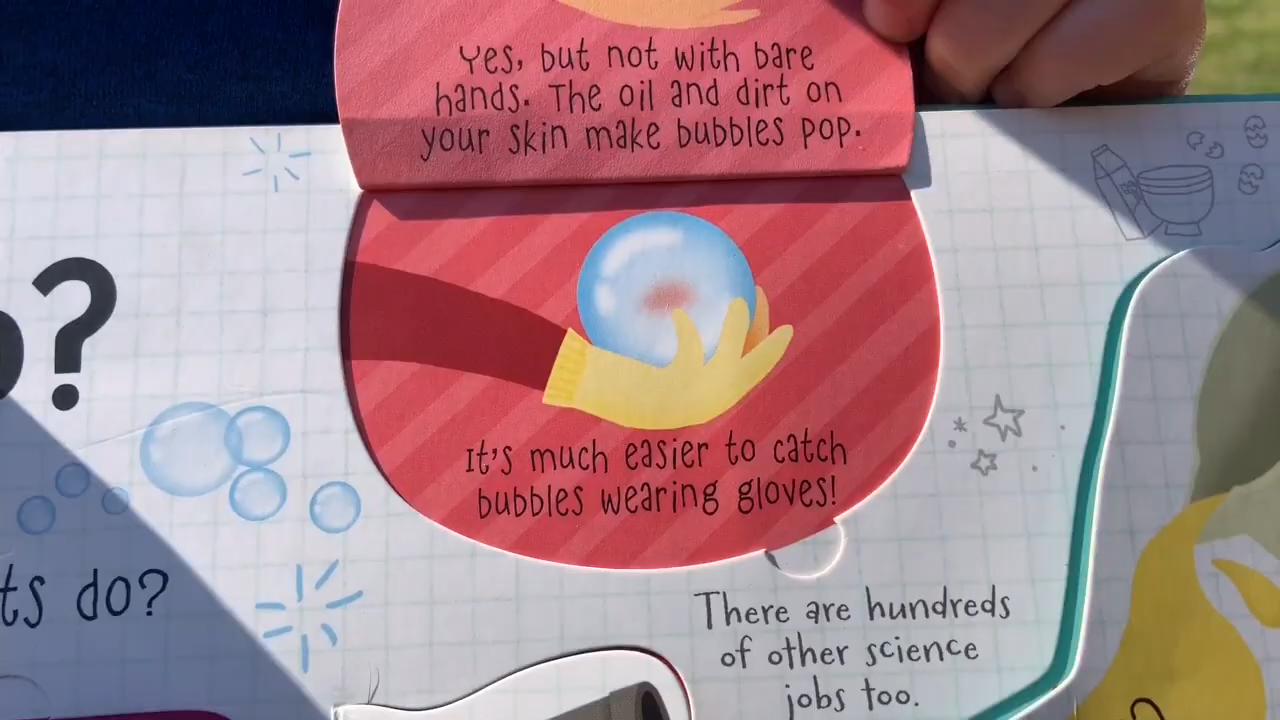 Yes, but not with bare
hands. The oil and dirt on
your skin make bubbles pop.
?
It's much easier to catch
bubbles wearing gloves!
ts do?
There are hundreds
of other science
jobs too.